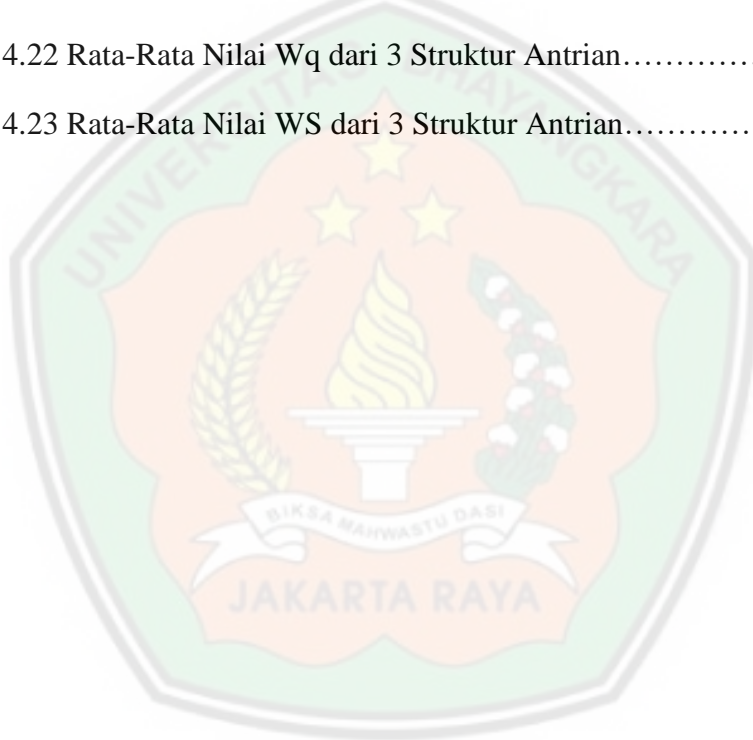 4.22 Rata-Rata Nilai Wq dari 3 Struktur Antrian…………..
4.23 Rata-Rata Nilai WS dari 3 Struktur Antrian…………
UNIVERSITAS BHAYANGKARA
BIKSA MAHWASTU DASI
JAKARTA RAYA